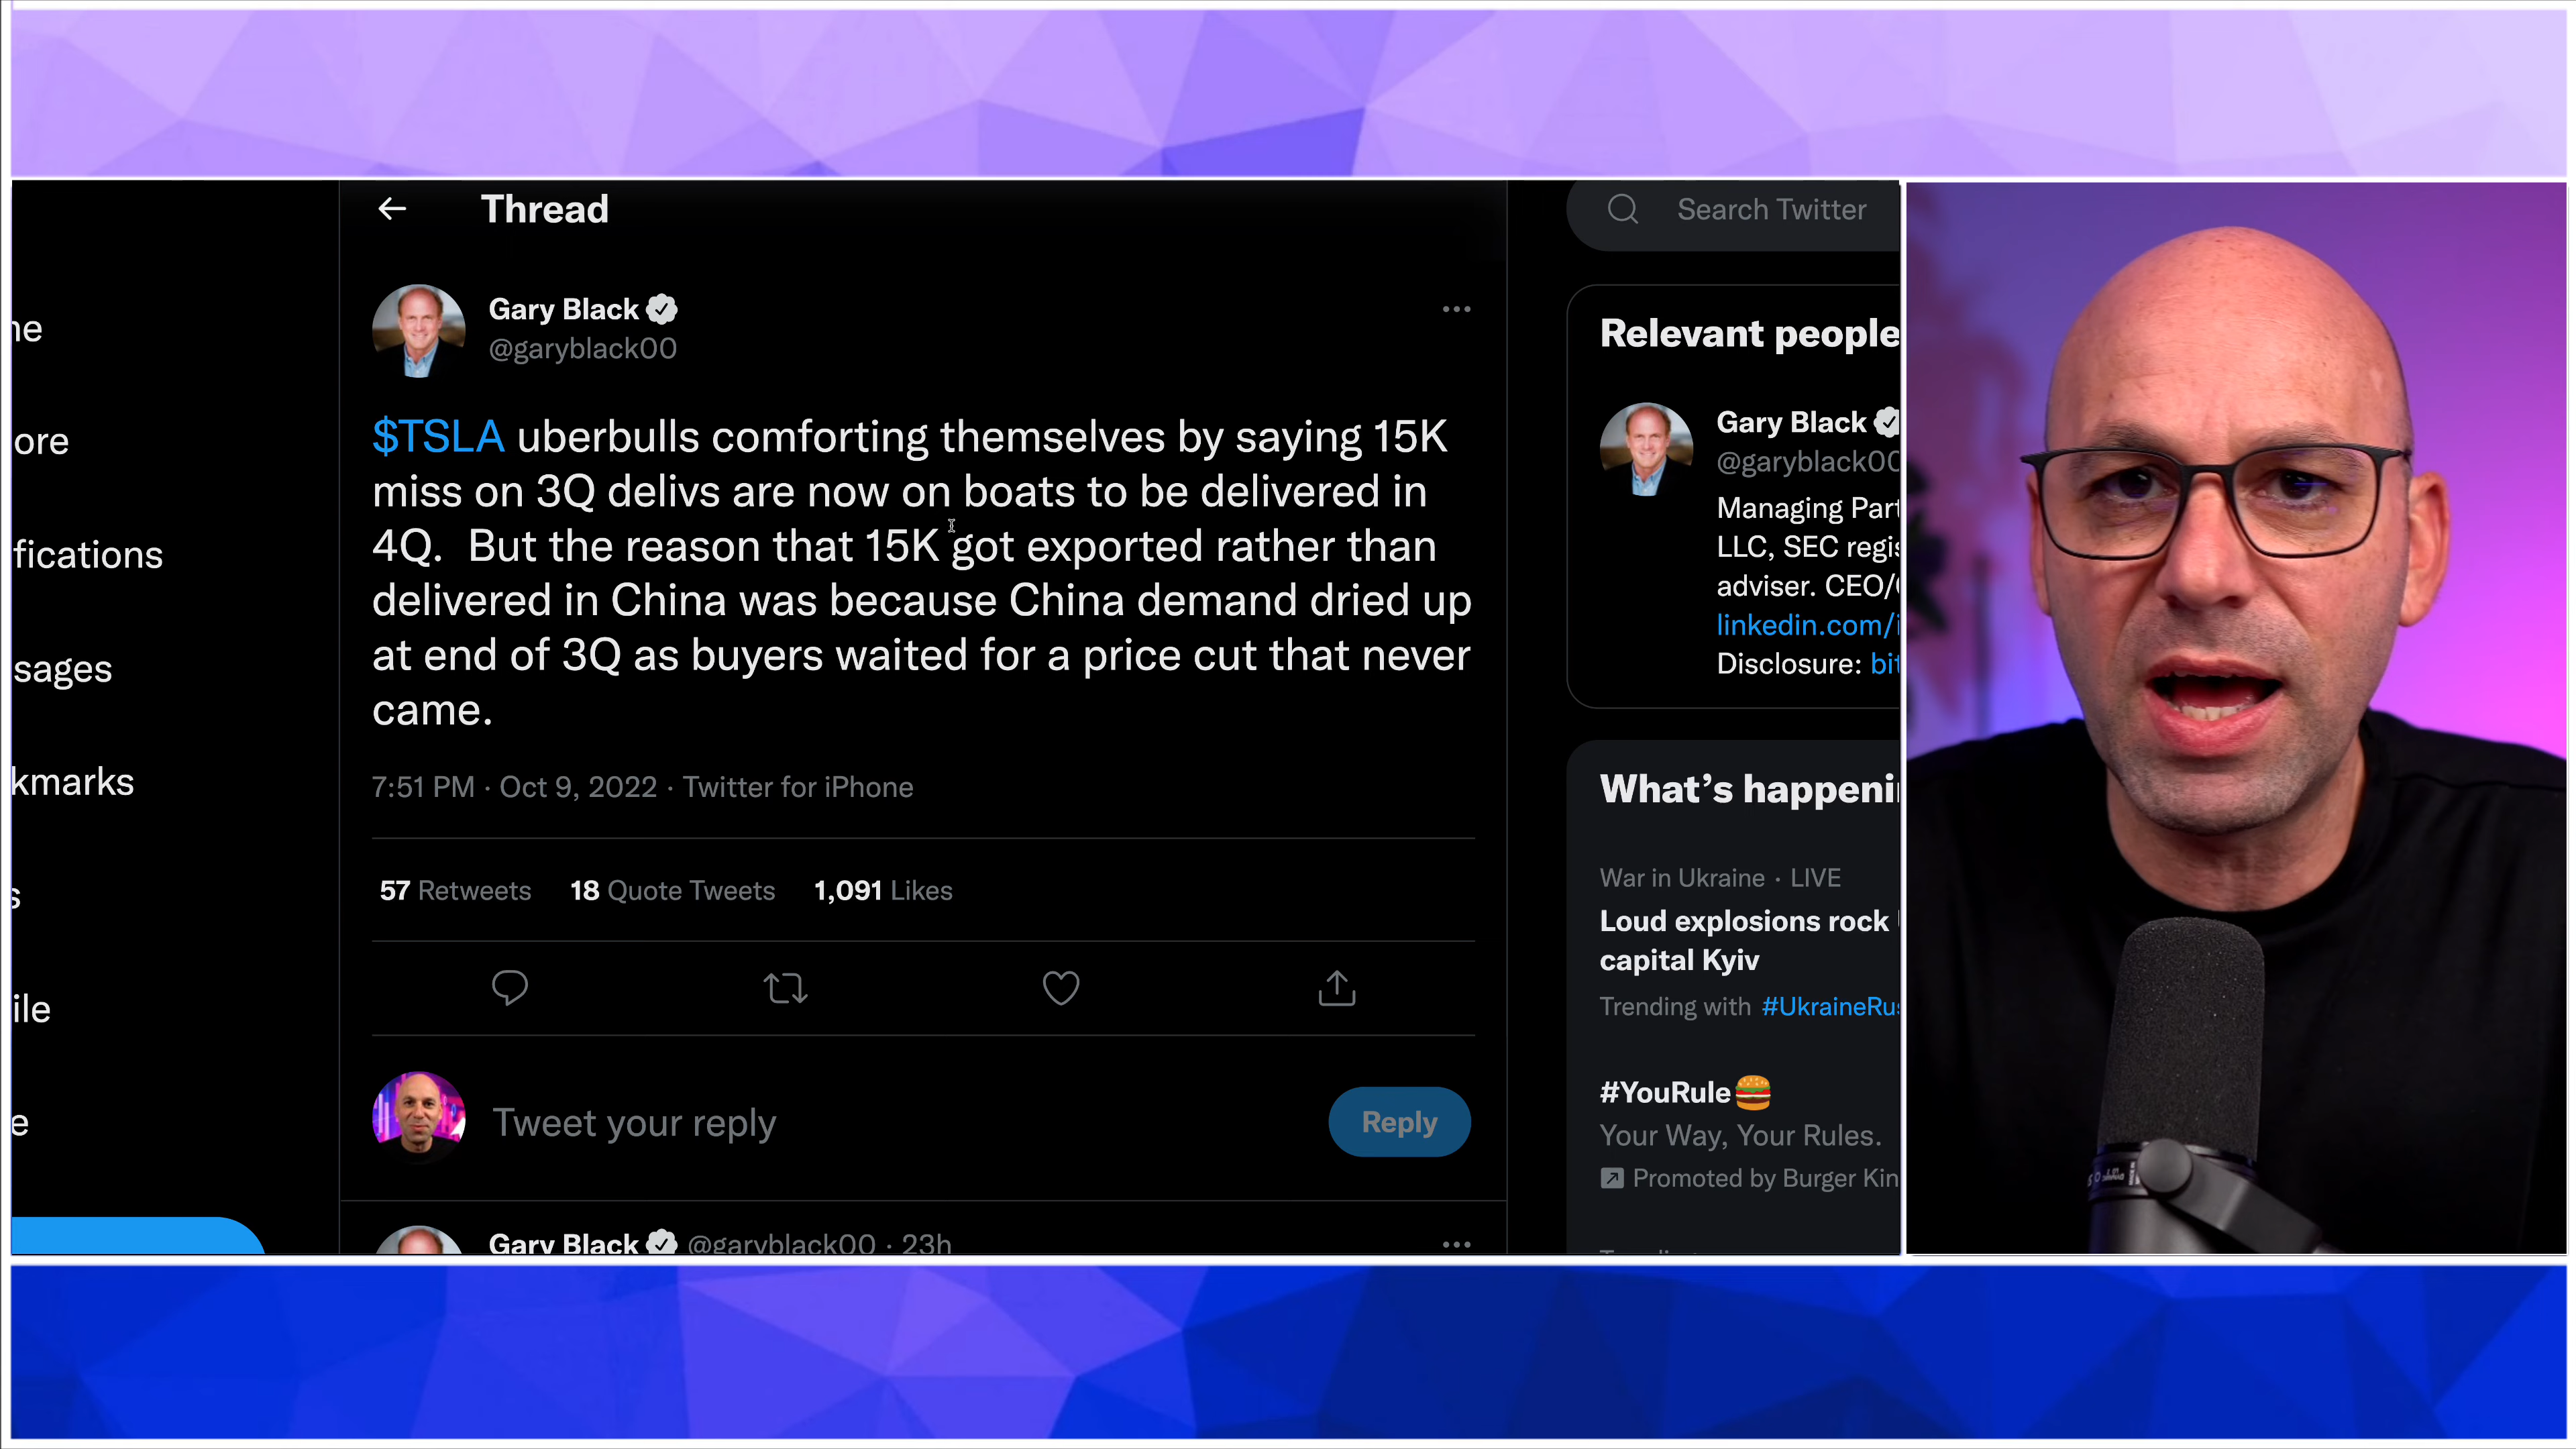 Thread
Search Twitter
Gary Black
@garyblack00
$TSLA uberbulls comforting themselves by saying 15K
miss on 3Q delivs are now on boats to be delivered in
4Q.  But the reason that 15K got exported rather than
delivered in China was because China demand dried up
at end of 3Q as buyers waited for a price cut that never
came.
7:51 PM · Oct 9, 2022 · Twitter for iPhone
57 Retweets 18 Quote Tweets 1,091 Likes
Tweet your reply
Reply
Gary Black @garyblack00 · 23h
ne
ore
fications
sages
kmarks
s
ile
e
Relevant people
Gary Black
@garyblack00
Managing Part
LLC, SEC regis
adviser. CEO/
linkedin.com/i
Disclosure: bit
What's happeni
War in Ukraine · LIVE
Loud explosions rock
capital Kyiv
Trending with #UkraineRus
#YouRule🍔
Your Way, Your Rules.
Promoted by Burger Kin